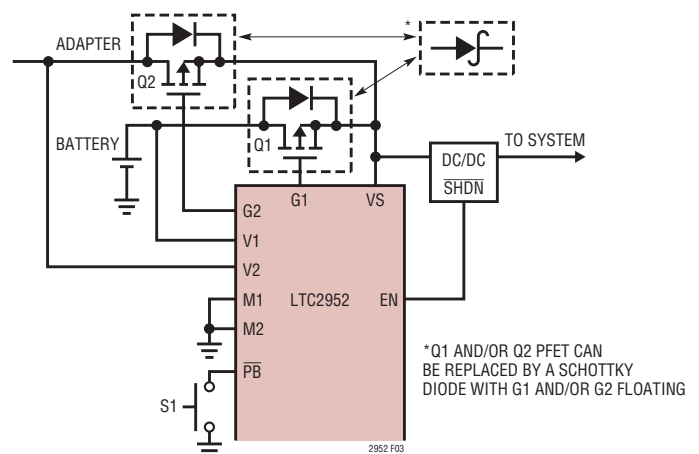 *
ADAPTER
Q2
BATTERY
Q1
TO SYSTEM
DC/DC
SHDN
G1
VS
G2
V1
V2
M1
LTC2952
EN
M2
PB
S1
*Q1 AND/OR Q2 PFET CAN
BE REPLACED BY A SCHOTTKY
DIODE WITH G1 AND/OR G2 FLOATING
2952 F03